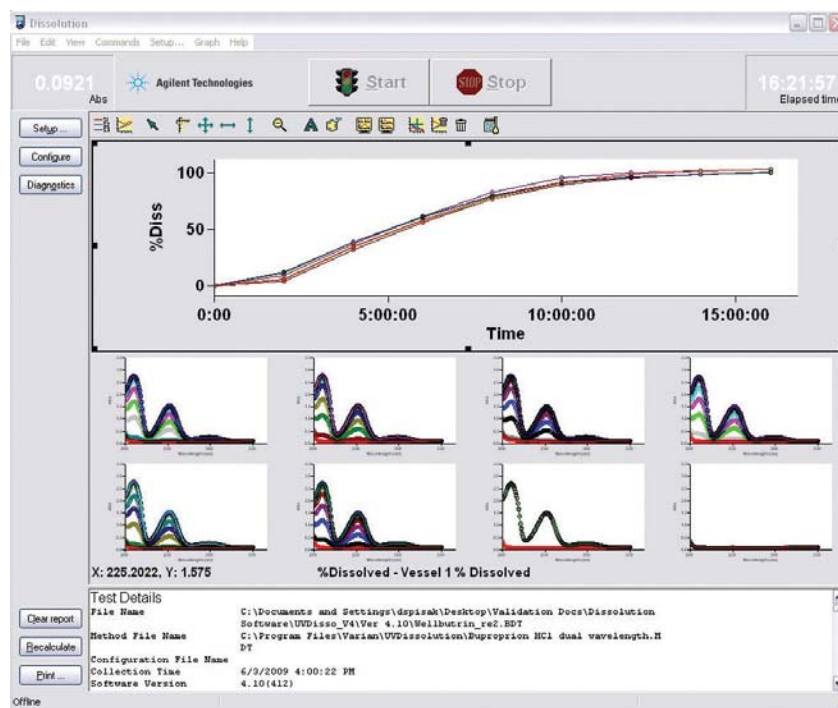 Dissolution
File Edit View Commands Setup... Graph Help
0.0921
Abs
Agilent Technologies
Start
STOP Stop
16:21:57
Elapsed time
Setup ...
Configure
Diagnostics
%Diss
100
50
0
0:00 5:00:00 10:00:00 15:00:00
Time
X: 225.2022, Y: 1.575 %Dissolved - Vessel 1 % Dissolved
Test Details
File Name C:\Documents and Settings\dspisak\Desktop\Validation Docs\Dissolution
Software\UVDisso_V4\Ver 4.10\Wellbutrin_re2.BDT
Method File Name C:\Program Files\Varian\UVDissolution\Buproprion HCl dual wavelength.M
DT
Configuration File Name
Collection Time 6/3/2009 4:00:22 PM
Software Version 4.10(412)
Clear report
Recalculate
Print ...
Offline